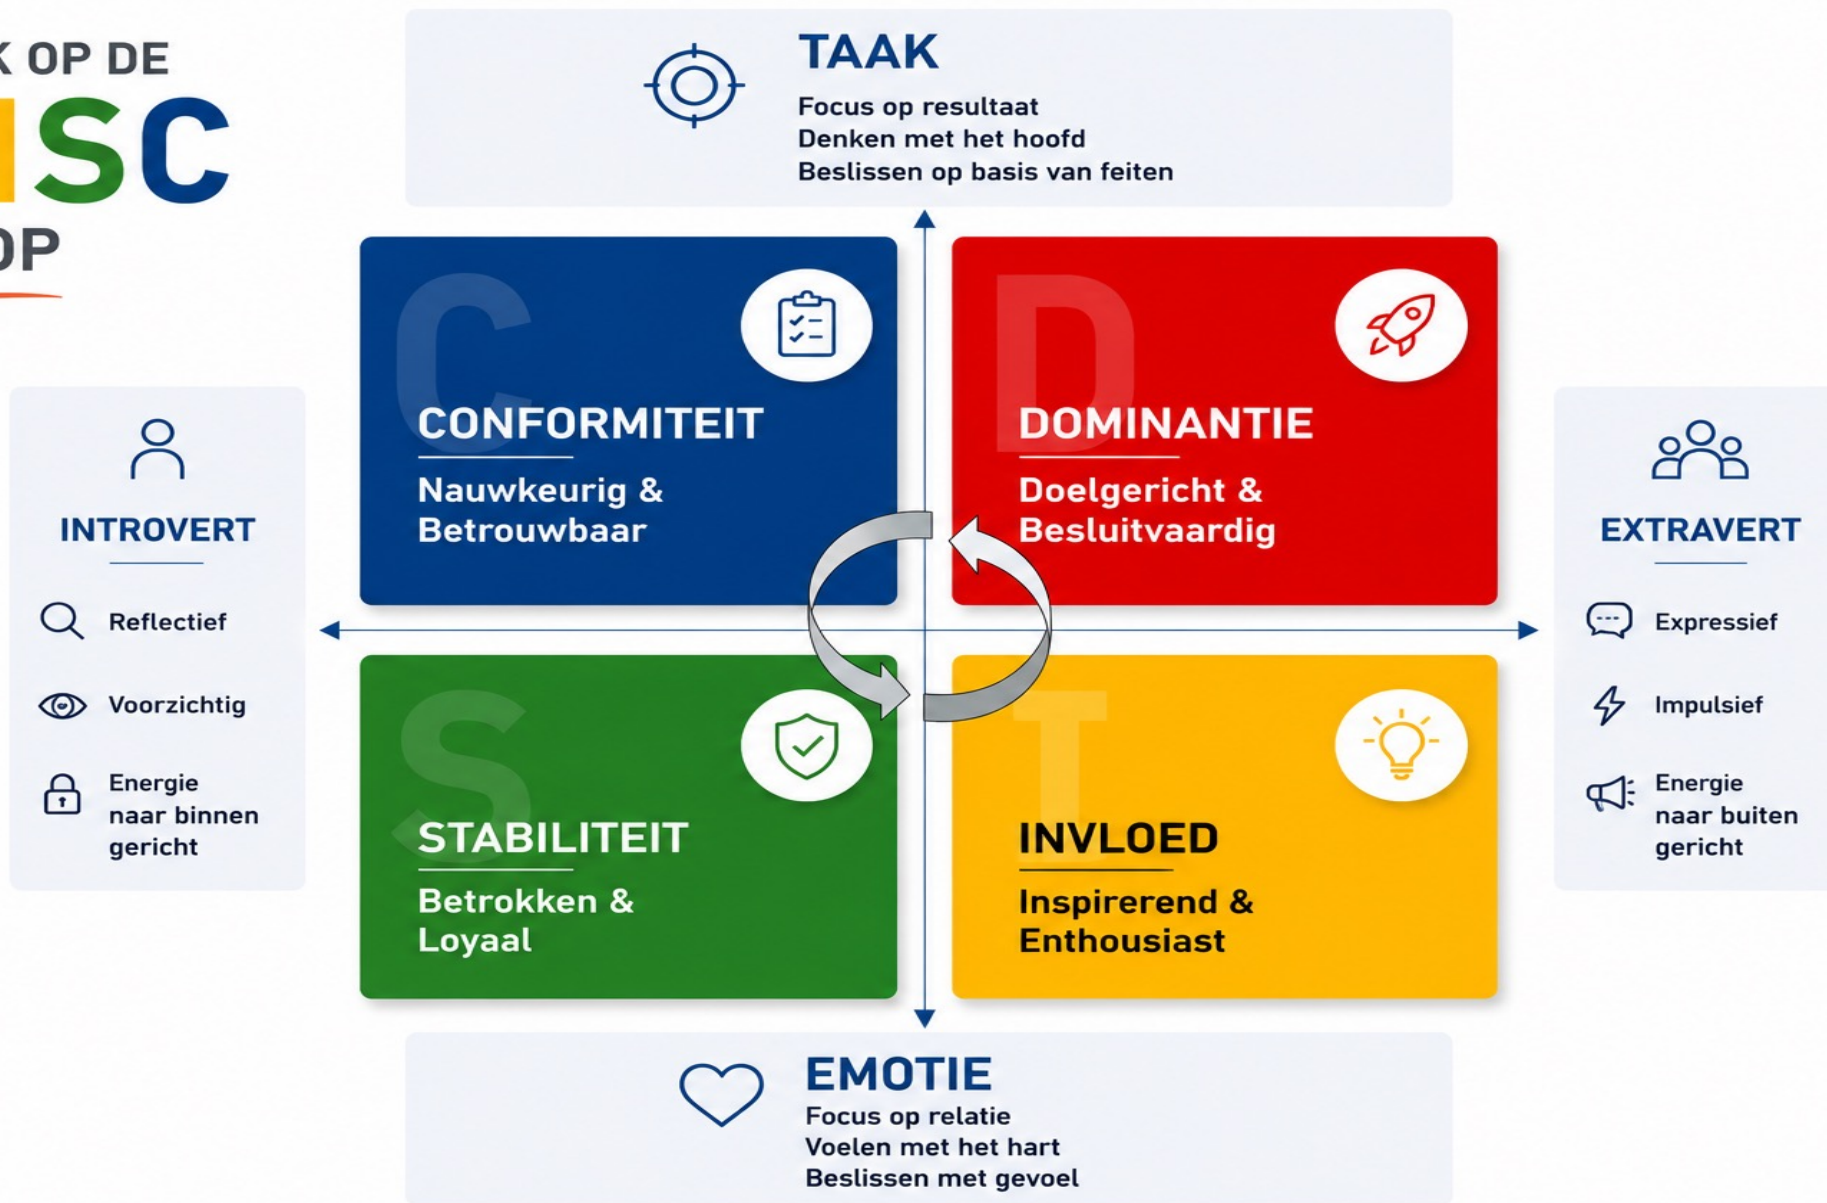 K OP DE
ISC
OP
TAAK
Focus op resultaat
Denken met het hoofd
Beslissen op basis van feiten
C
CONFORMITEIT
Nauwkeurig &
Betrouwbaar
D
DOMINANTIE
Doelgericht &
Besluitvaardig
INTROVERT
Reflectief
Voorzichtig
Energie
naar binnen
gericht
EXTRAVERT
Expressief
Impulsief
Energie
naar buiten
gericht
S
STABILITEIT
Betrokken &
Loyaal
I
INVLOED
Inspirerend &
Enthousiast
EMOTIE
Focus op relatie
Voelen met het hart
Beslissen met gevoel